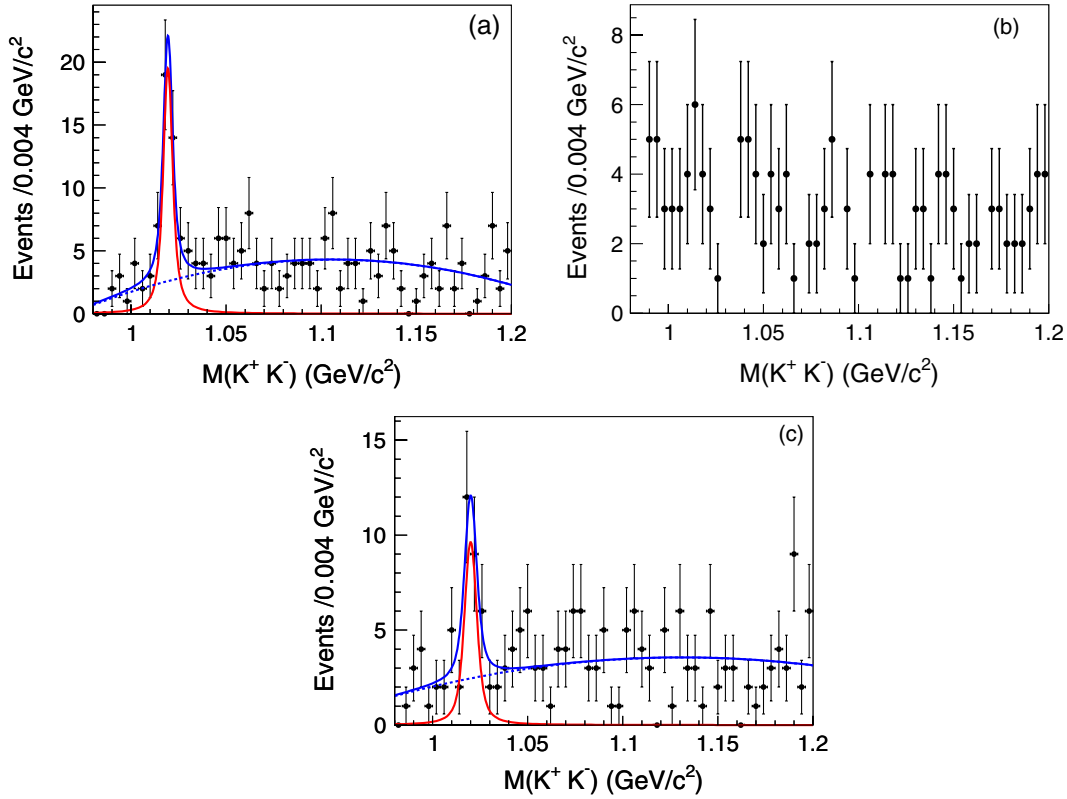 (a)
Events /0.004 GeV/c²
20
15
10
5
0
1 1.05 1.1 1.15 1.2
M(K⁺ K⁻) (GeV/c²)
(b)
Events /0.004 GeV/c²
8
6
4
2
0
1 1.05 1.1 1.15 1.2
M(K⁺ K⁻) (GeV/c²)
(c)
Events /0.004 GeV/c²
15
10
5
0
1 1.05 1.1 1.15 1.2
M(K⁺ K⁻) (GeV/c²)